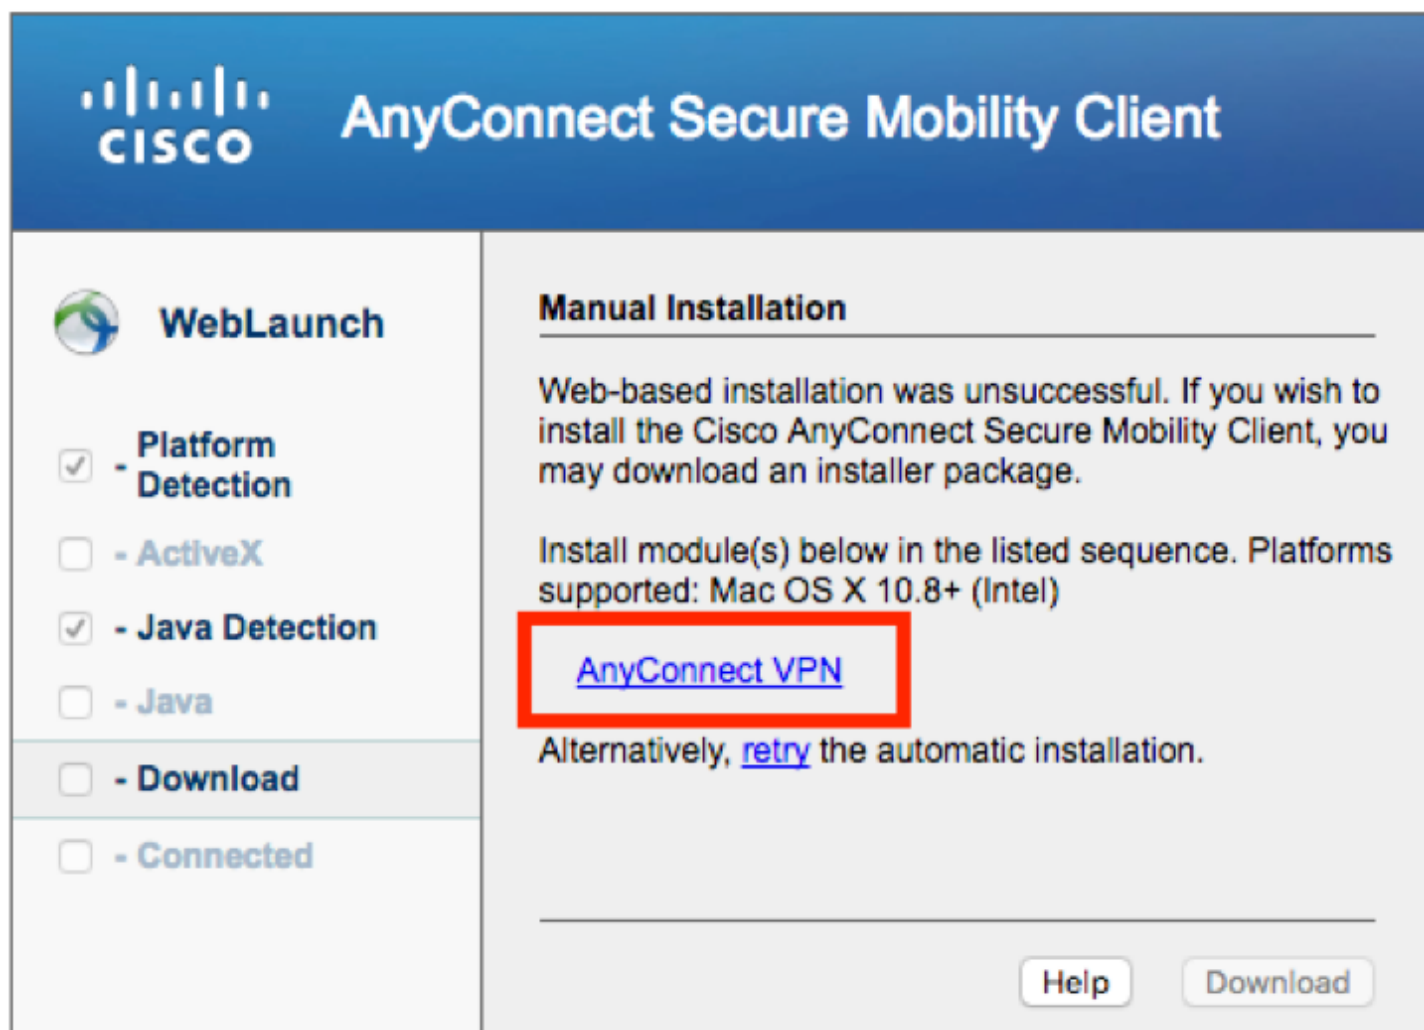 CISCO
AnyConnect Secure Mobility Client
WebLaunch
- Platform
Detection
- ActiveX
- Java Detection
- Java
- Download
- Connected
Manual Installation
Web-based installation was unsuccessful. If you wish to
install the Cisco AnyConnect Secure Mobility Client, you
may download an installer package.
Install module(s) below in the listed sequence. Platforms
supported: Mac OS X 10.8+ (Intel)
AnyConnect VPN
Alternatively, retry the automatic installation.
Help
Download